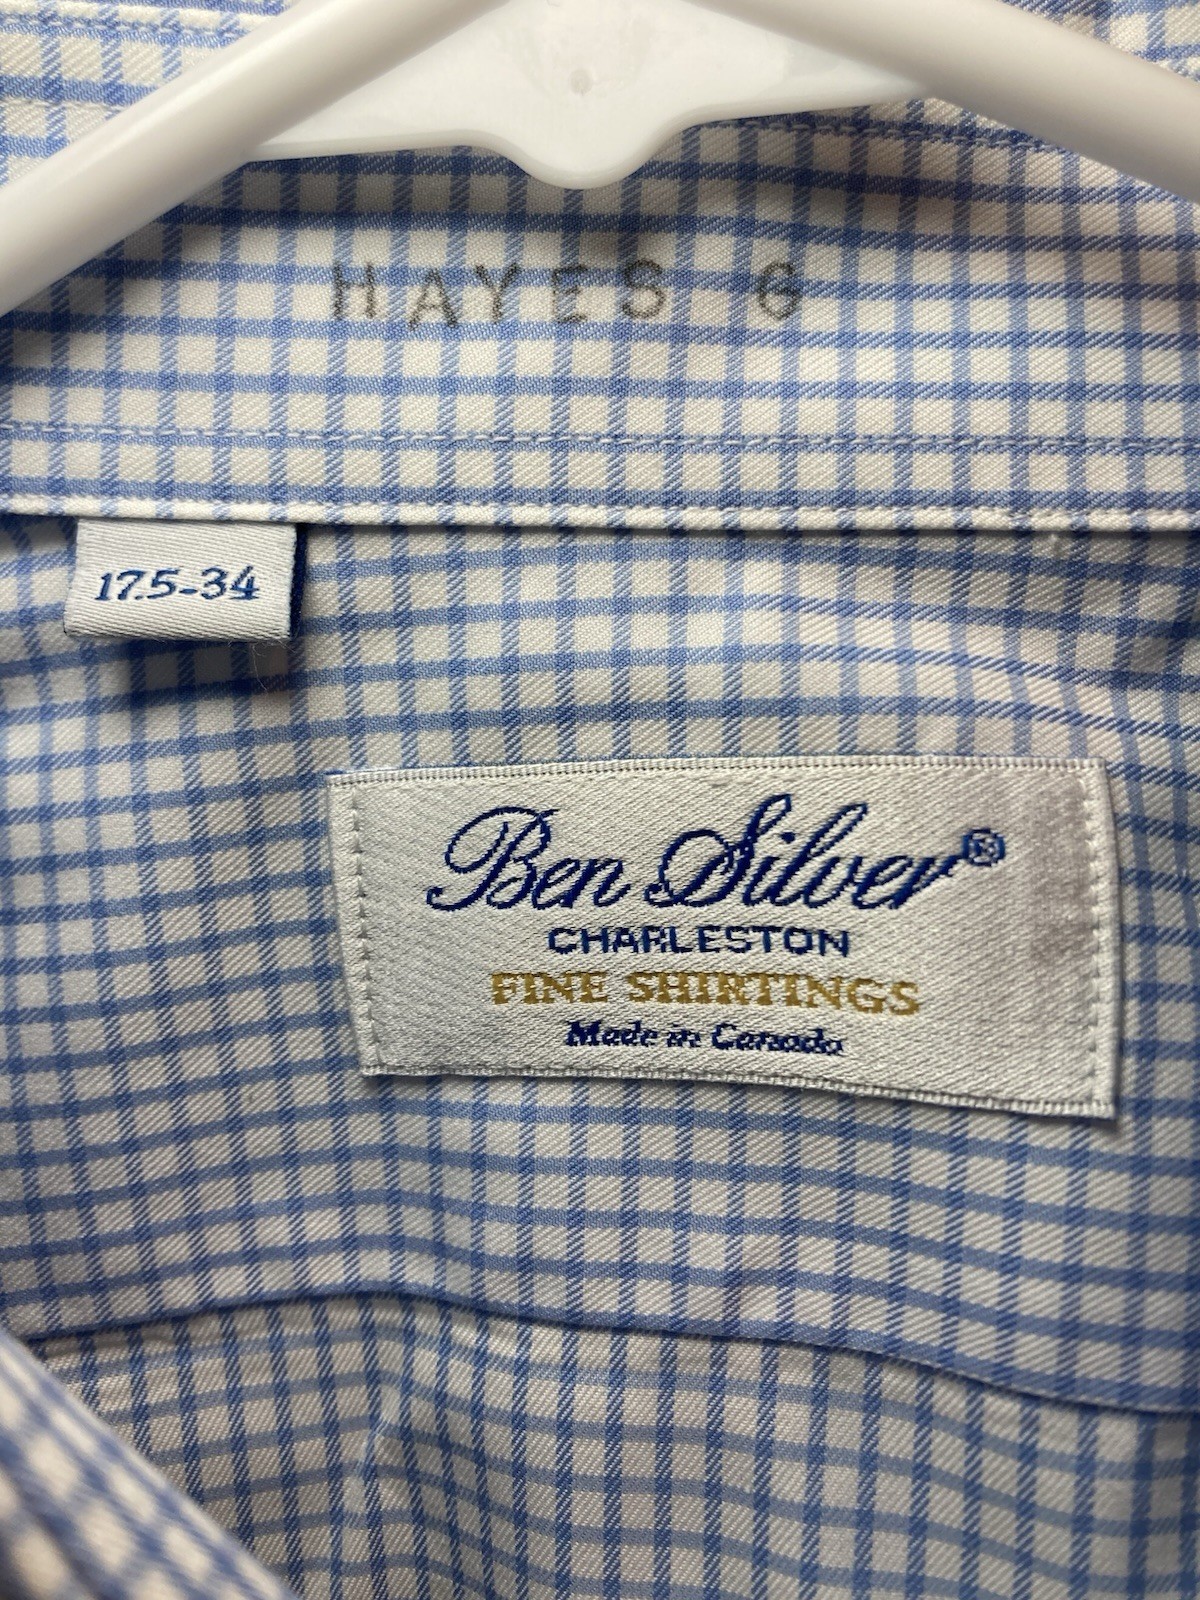 HAYES G
17.5-34
Ben Silver®
CHARLESTON
FINE SHIRTINGS
Made in Canada